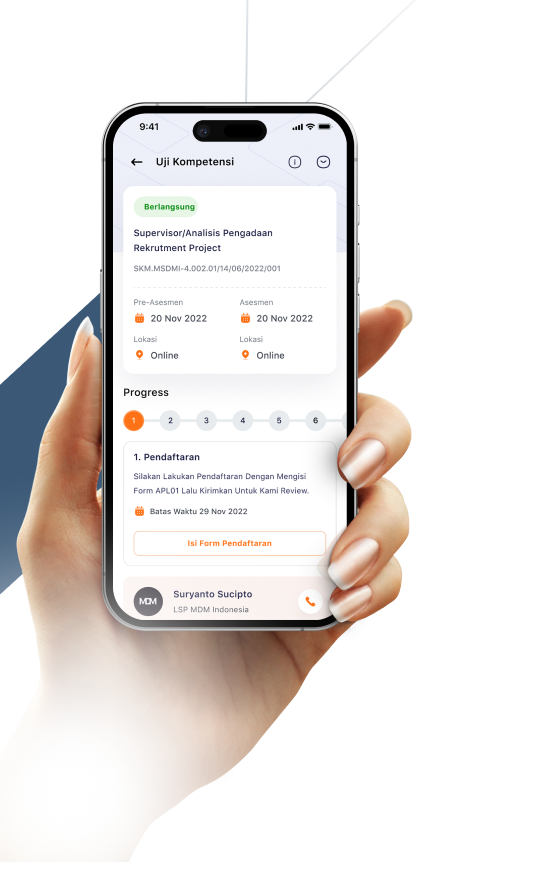 9:41
Uji Kompetensi
Berlangsung
Supervisor/Analisis Pengadaan
Rekrutment Project
SKM.MSDMI-4.002.01/14/06/2022/001
Pre-Asesmen
Asesmen
20 Nov 2022
20 Nov 2022
Lokasi
Lokasi
Online
Online
Progress
1 2 3 4 5 6
1. Pendaftaran
Silakan Lakukan Pendaftaran Dengan Mengisi
Form APL01 Lalu Kirimkan Untuk Kami Review.
Batas Waktu 29 Nov 2022
Isi Form Pendaftaran
MDM
Suryanto Sucipto
LSP MDM Indonesia